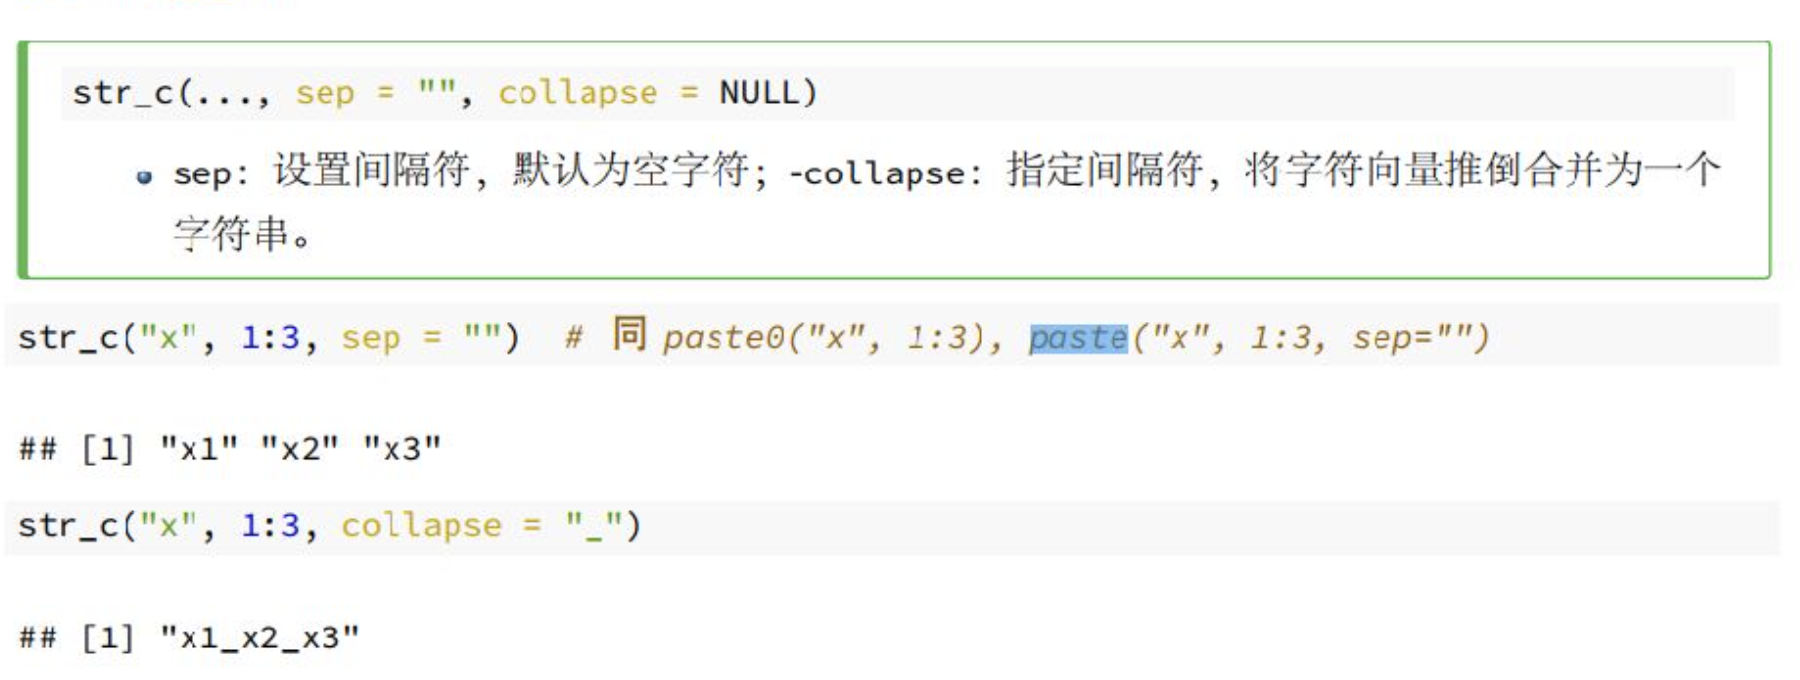 str_c(..., sep = "", collapse = NULL)
sep: 设置间隔符，默认为空字符；-collapse: 指定间隔符，将字符向量推倒合并为一个
字符串。
str_c("x", 1:3, sep = "")  # 同 paste0("x", 1:3), paste("x", 1:3, sep="")
## [1] "x1" "x2" "x3"
str_c("x", 1:3, collapse = "_")
## [1] "x1_x2_x3"